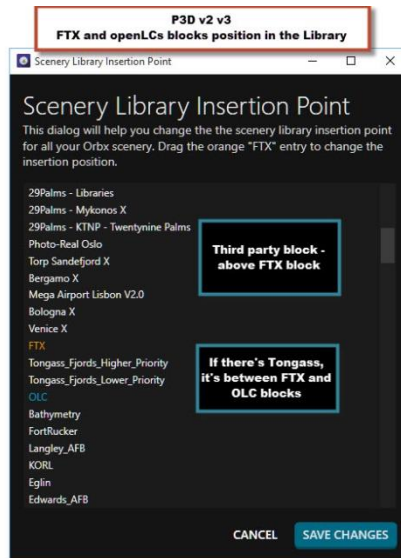 P3D v2 v3
FTX and openLCs blocks position in the Library
Scenery Library Insertion Point
Scenery Library Insertion Point
This dialog will help you change the the scenery library insertion point
for all your Orbx scenery. Drag the orange "FTX" entry to change the
insertion position.
29Palms - Libraries
29Palms - Mykonos X
29Palms - KTNP - Twentynine Palms
Photo-Real Oslo
Torp Sandefjord X
Bergamo X
Mega Airport Lisbon V2.0
Bologna X
Venice X
Third party block -
above FTX block
FTX
Tongass_Fjords_Higher_Priority
Tongass_Fjords_Lower_Priority
OLC
If there's Tongass,
it's between FTX and
OLC blocks
Bathymetry
FortRucker
Langley_AFB
KORL
Eglin
Edwards_AFB
CANCEL
SAVE CHANGES